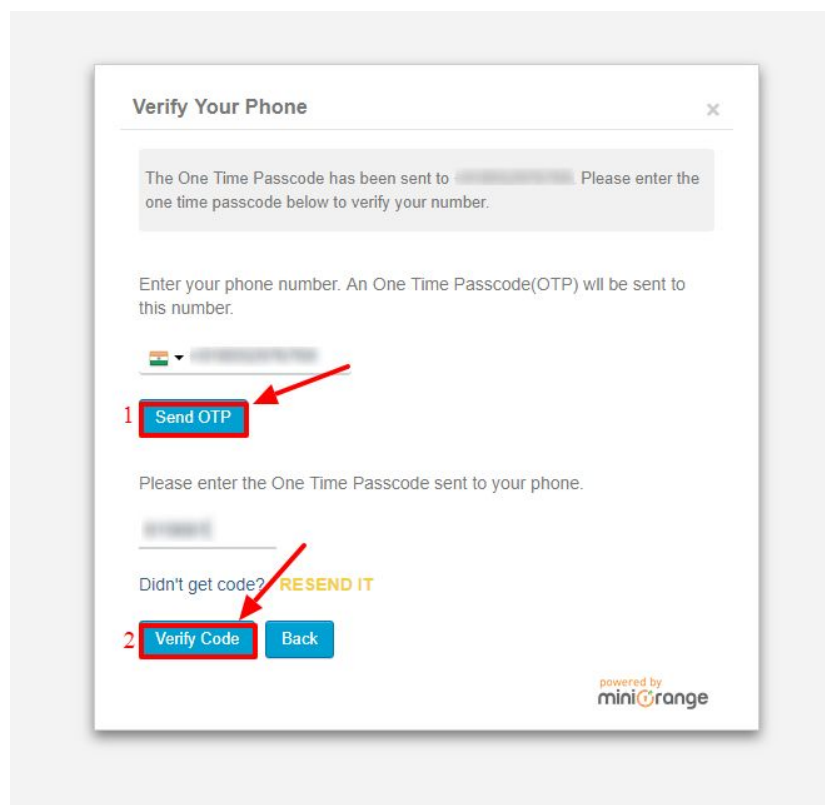 Verify Your Phone ×
The One Time Passcode has been sent to Please enter the
one time passcode below to verify your number.
Enter your phone number. An One Time Passcode(OTP) wll be sent to
this number.
1 Send OTP
Please enter the One Time Passcode sent to your phone.
Didn't get code? RESEND IT
2 Verify Code Back
powered by
miniOrange